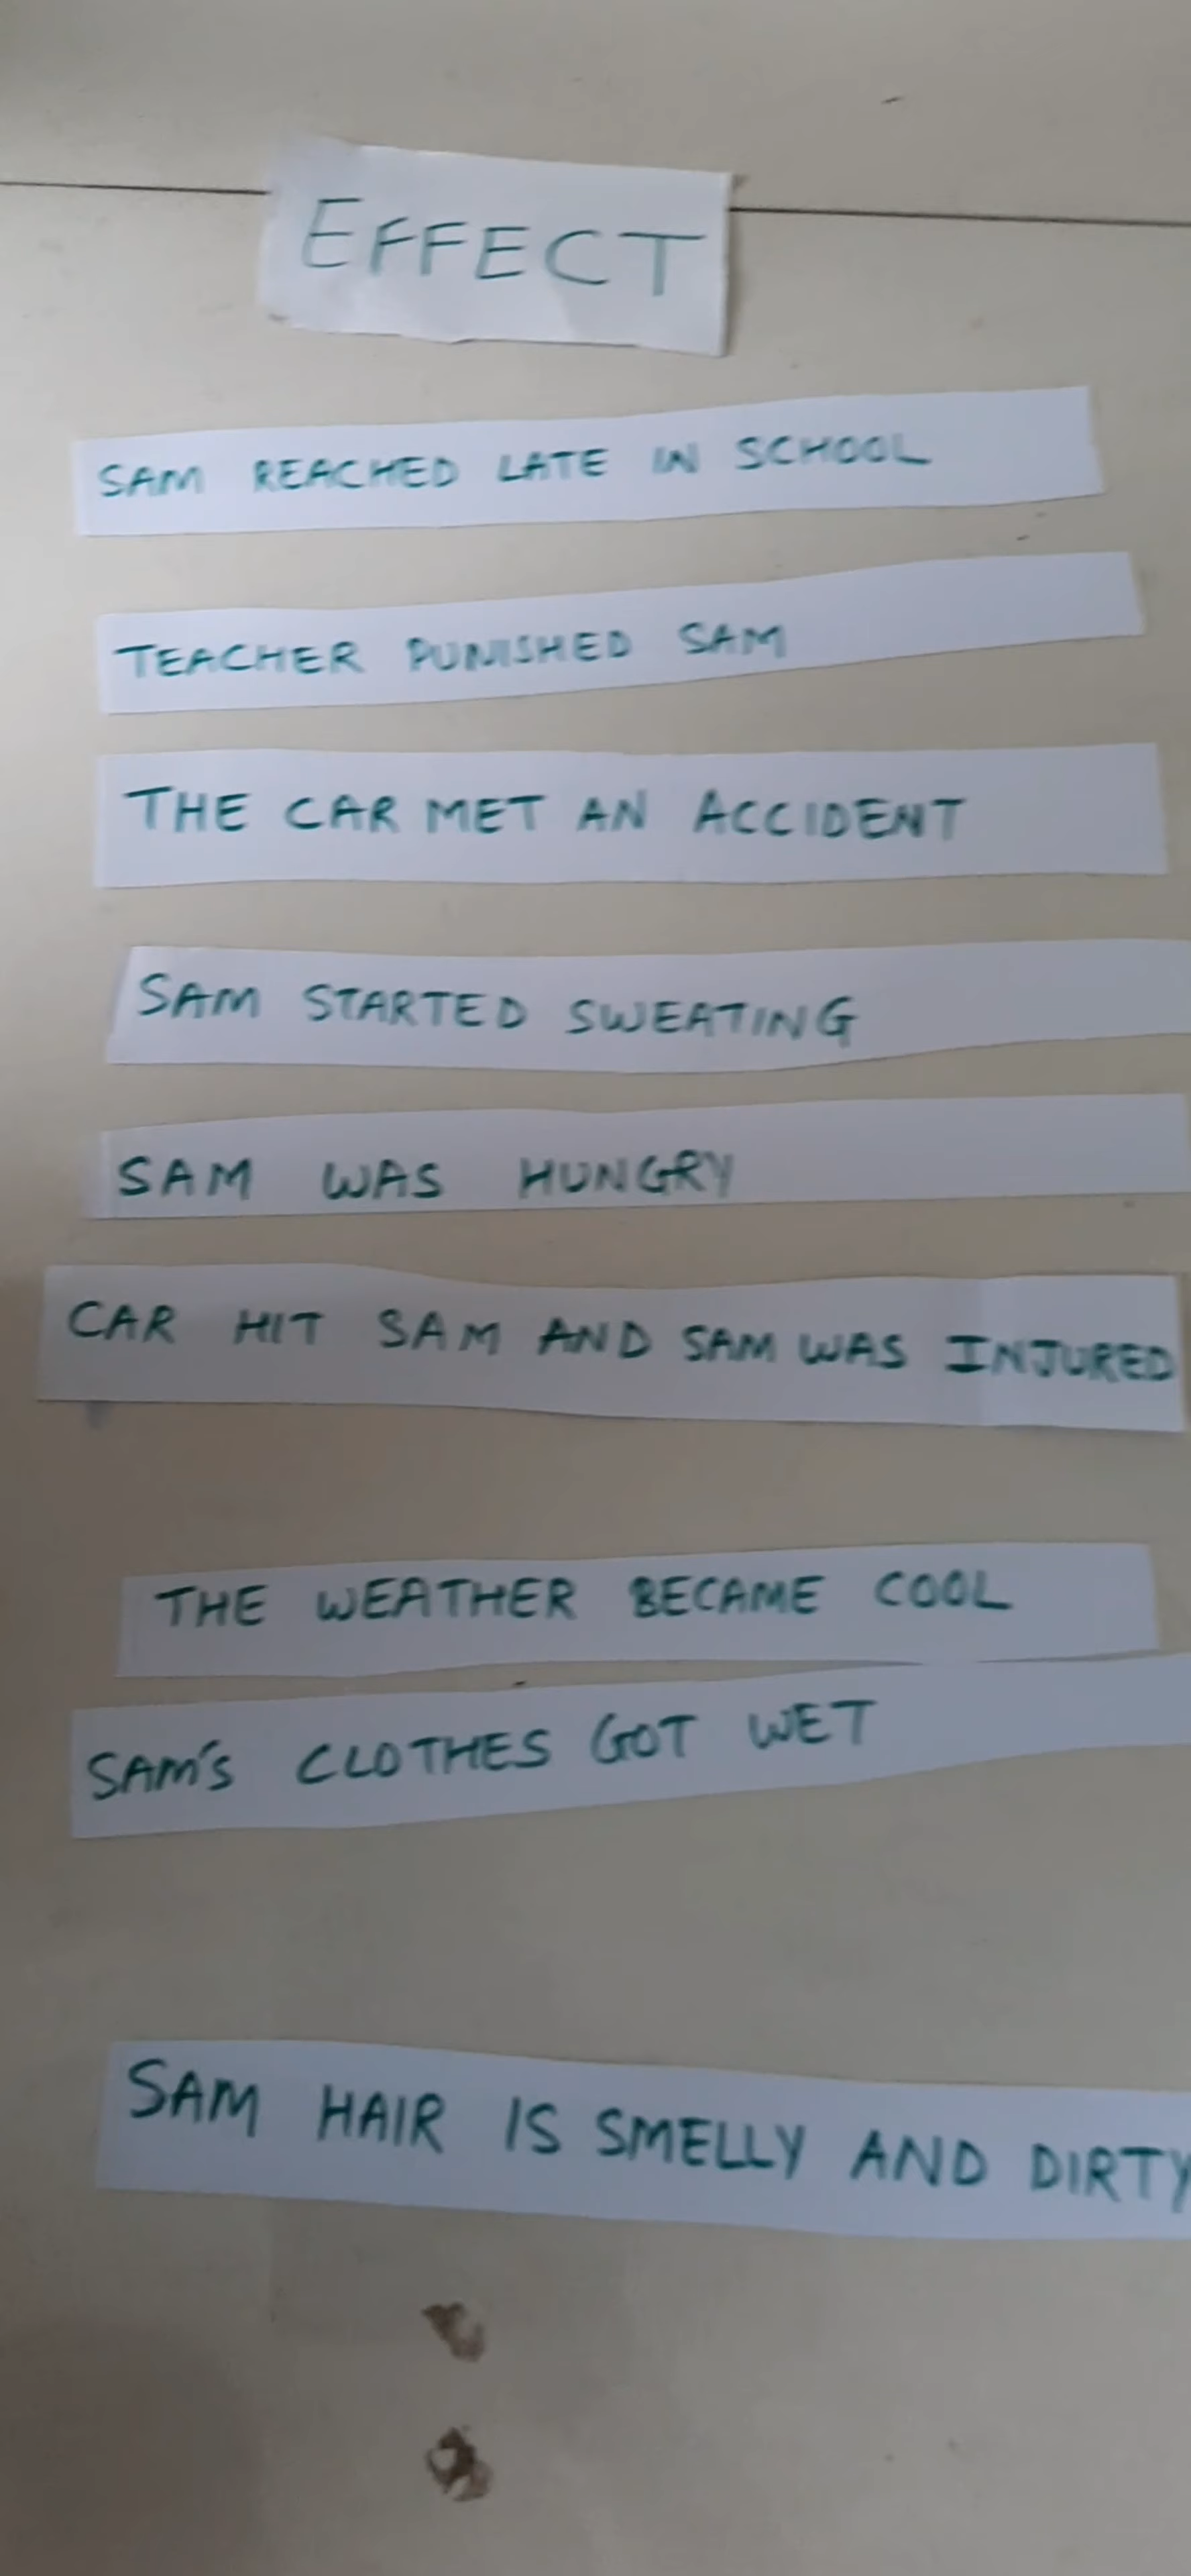 EFFECT
SAM REACHED LATE IN SCHOOL
TEACHER PUNISHED SAM
THE CAR MET AN ACCIDENT
SAM STARTED SWEATING
SAM WAS HUNGRY
CAR HIT SAM AND SAM WAS INJURED
THE WEATHER BECAME COOL
SAM'S CLOTHES GOT WET
SAM HAIR IS SMELLY AND DIRTY